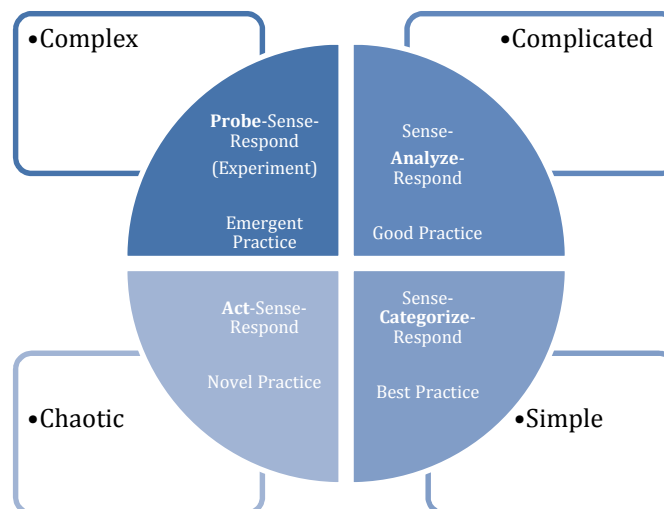 •Complex
•Complicated
Probe-Sense-
Respond
(Experiment)
Emergent
Practice
Sense-
Analyze-
Respond
Good Practice
Act-Sense-
Respond
Novel Practice
Sense-
Categorize-
Respond
Best Practice
•Chaotic
•Simple